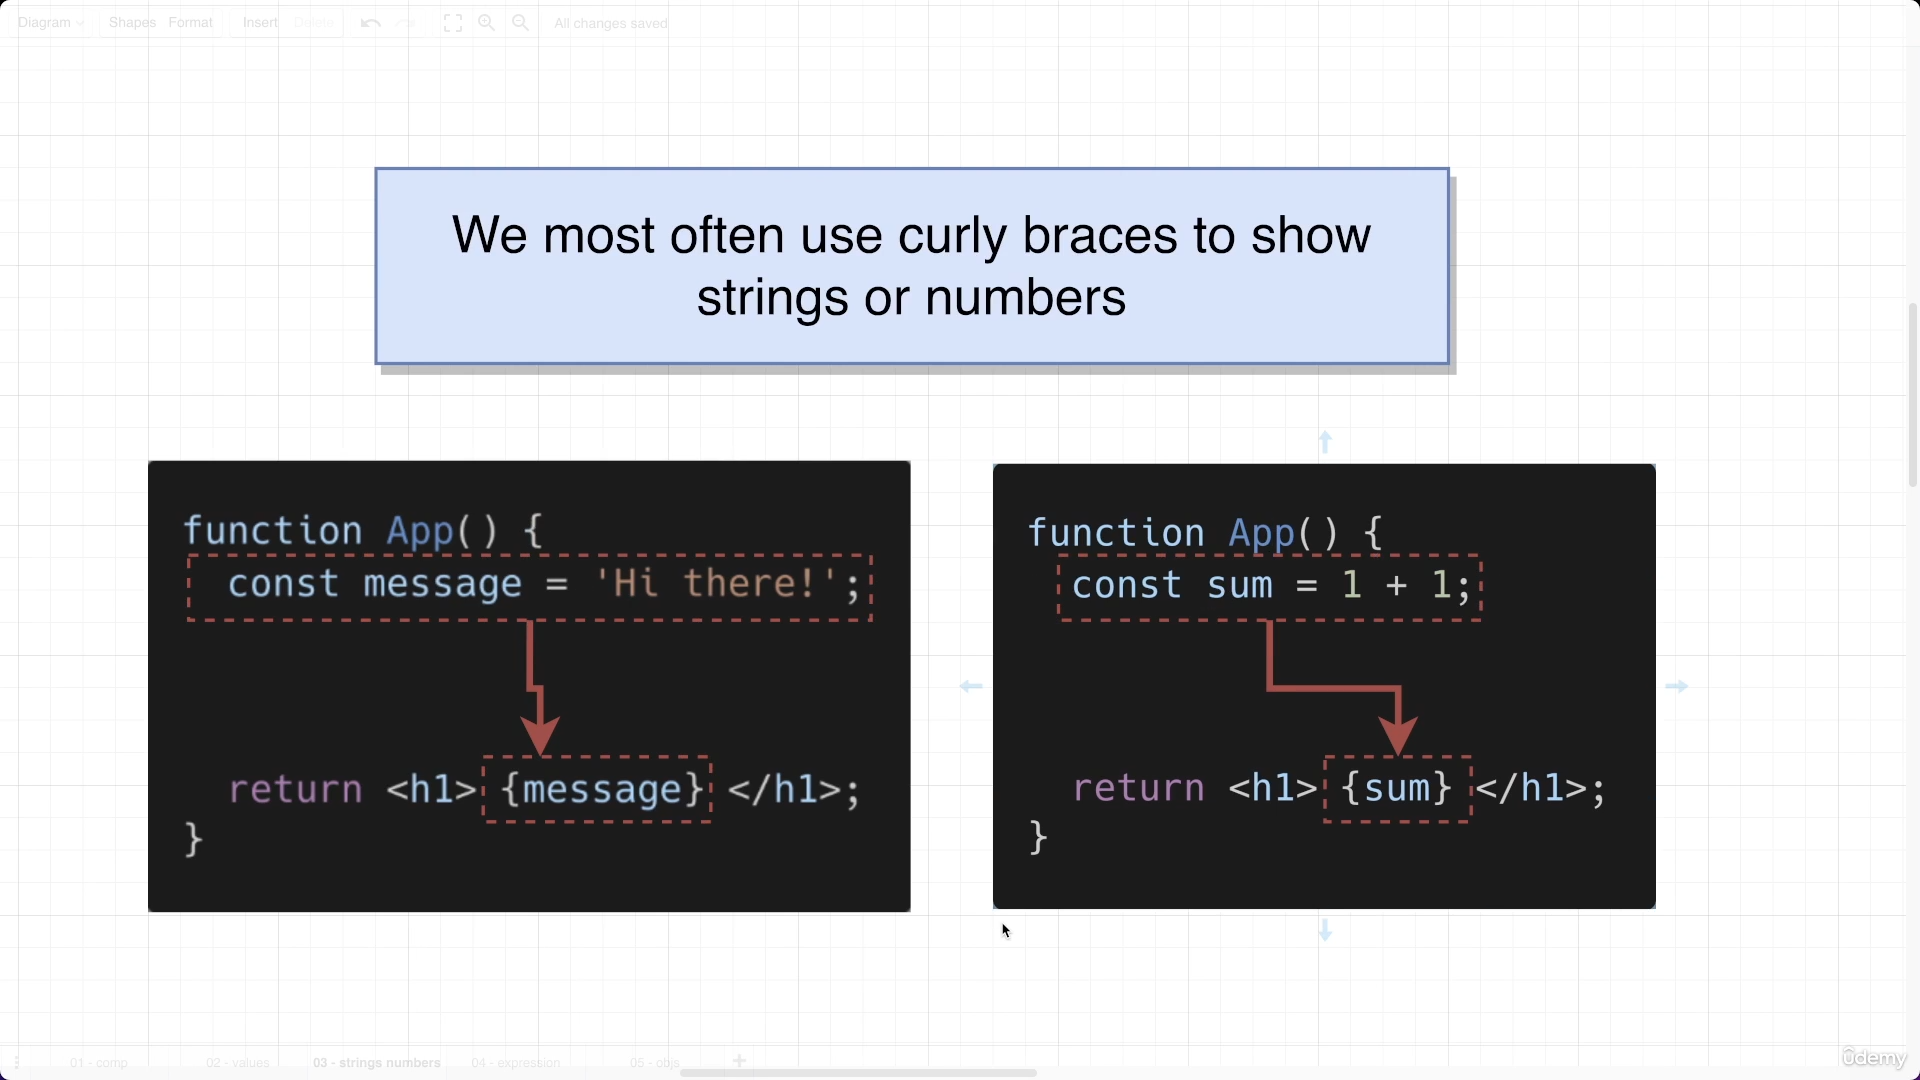 Diagram Shapes Format Insert Delete All changes saved
We most often use curly braces to show
strings or numbers
function App() {
const message = 'Hi there!';
return <h1> {message} </h1>;
}
function App() {
const sum = 1 + 1;
return <h1> {sum} </h1>;
}
01 - comp 02 - values 03 - strings numbers 04 - expression 05 - objs
ûdemy